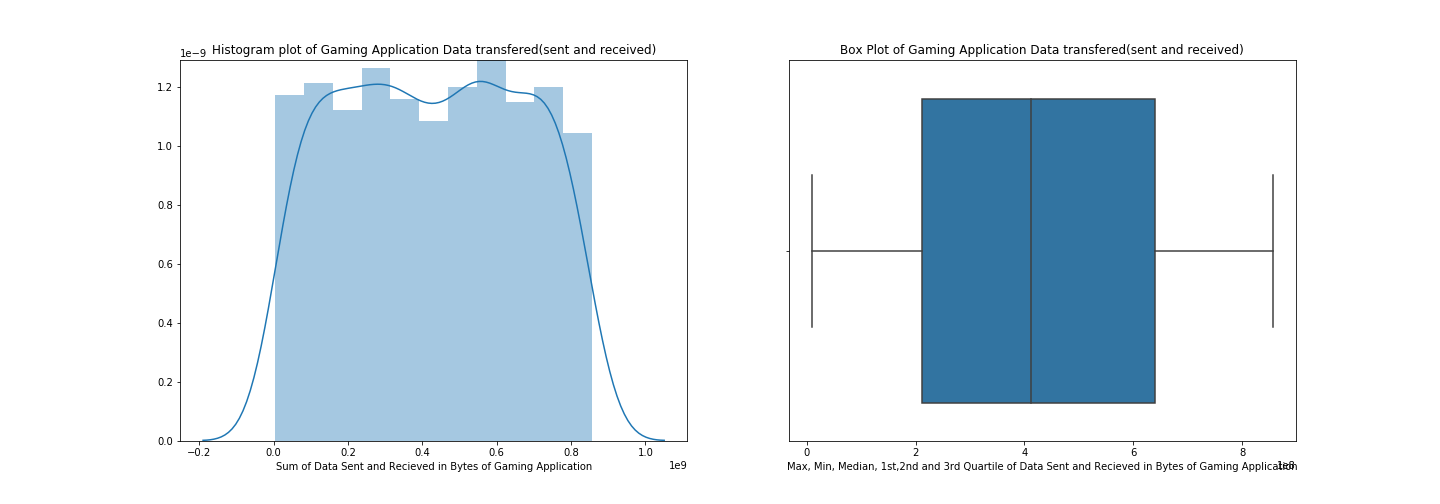 Histogram plot of Gaming Application Data transfered(sent and received)
1e−9
1.2
1.0
0.8
0.6
0.4
0.2
0.0
−0.2 0.0 0.2 0.4 0.6 0.8 1.0
1e9
Sum of Data Sent and Recieved in Bytes of Gaming Application
Box Plot of Gaming Application Data transfered(sent and received)
0 2 4 6 8
1e8
Max, Min, Median, 1st,2nd and 3rd Quartile of Data Sent and Recieved in Bytes of Gaming Application